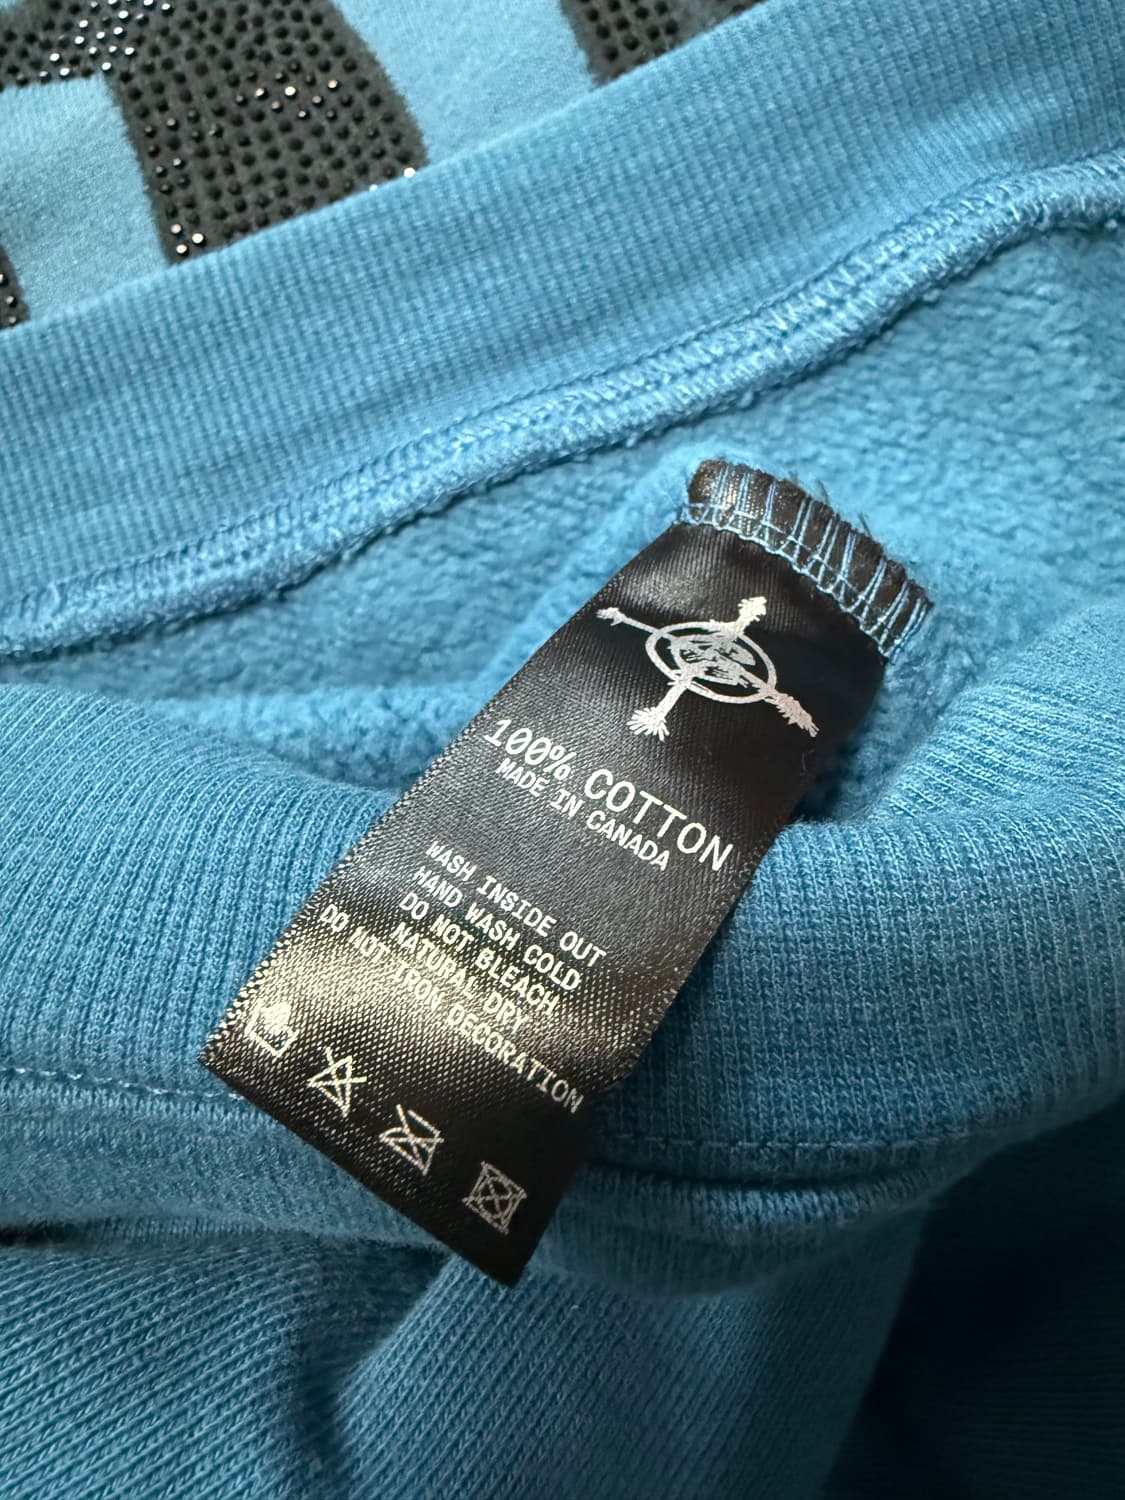 100% COTTON
MADE IN CANADA
WASH INSIDE OUT
HAND WASH COLD
DO NOT BLEACH
NATURAL DRY
DO NOT IRON DECORATION